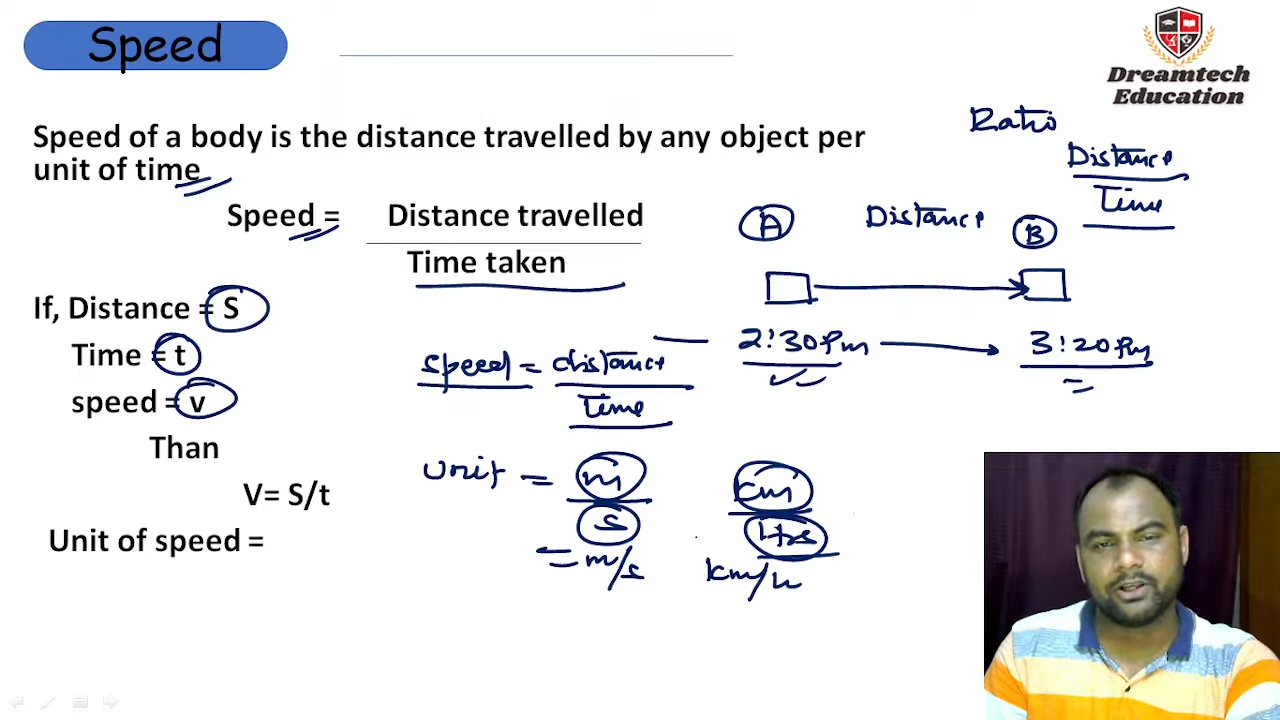 Speed
Dreamtech
Education
Speed of a body is the distance travelled by any object per
unit of time
Ratio
Distance
Time
Speed = Distance travelled
Time taken
A Distance B
If, Distance = S
Time = t
speed = v
Than
V= S/t
Unit of speed =
2:30 Pm 3:20 Pm
speed = distance
Time
unit = m km
s Hrs
= m/s km/h